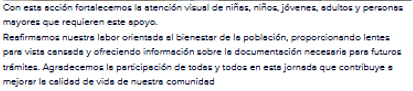 Con esta acción fortalecemos la atención visual de niñas, niños, jóvenes, adultos y personas
mayores que requieren este apoyo.
Reafirmamos nuestra labor orientada al bienestar de la población, proporcionando lentes
para vista cansada y ofreciendo información sobre la documentación necesaria para futuros
trámites. Agradecemos la participación de todas y todos en esta jornada que contribuye a
mejorar la calidad de vida de nuestra comunidad